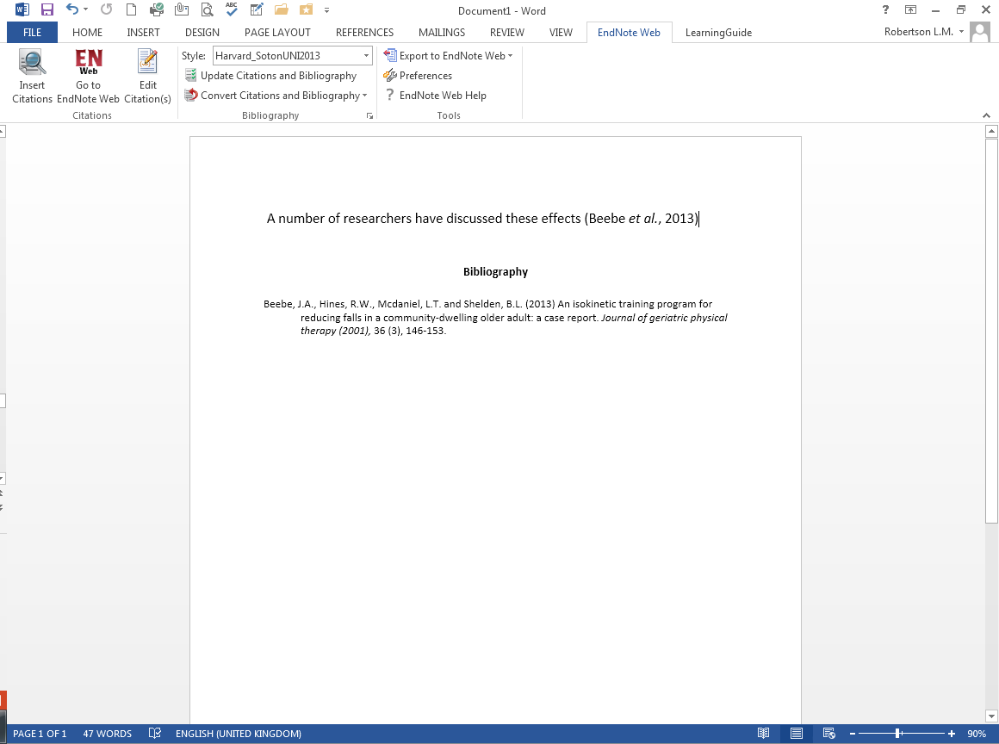 ABC
Document1 - Word
?
FILE HOME INSERT DESIGN PAGE LAYOUT REFERENCES MAILINGS REVIEW VIEW EndNote Web LearningGuide Robertson L.M.
Insert Citations
EN Web
Go to EndNote Web
Edit Citation(s)
Citations
Style: Harvard_SotonUNI2013
Update Citations and Bibliography
Convert Citations and Bibliography
Bibliography
Export to EndNote Web
Preferences
? EndNote Web Help
Tools
A number of researchers have discussed these effects (Beebe et al., 2013)
Bibliography
Beebe, J.A., Hines, R.W., Mcdaniel, L.T. and Shelden, B.L. (2013) An isokinetic training program for
reducing falls in a community-dwelling older adult: a case report. Journal of geriatric physical
therapy (2001), 36 (3), 146-153.
PAGE 1 OF 1 47 WORDS ENGLISH (UNITED KINGDOM) 90%